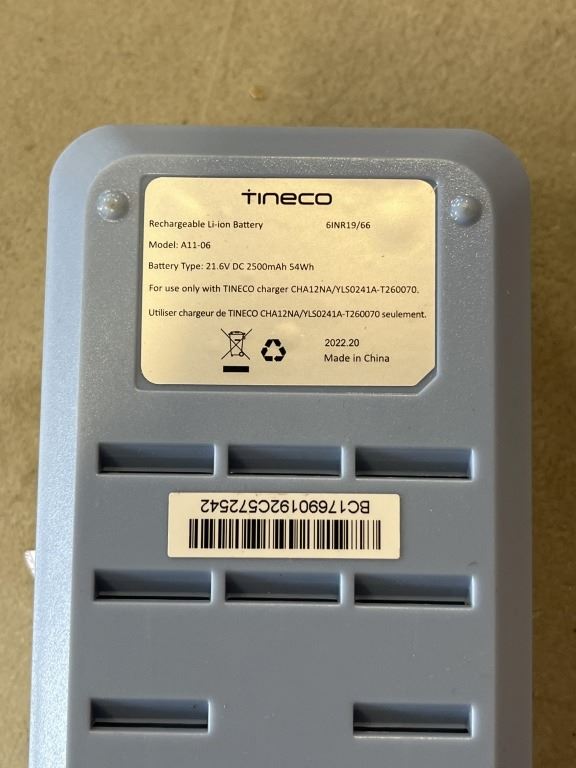 TINECO
Rechargeable Li-ion Battery 6INR19/66
Model: A11-06
Battery Type: 21.6V DC 2500mAh 54Wh
For use only with TINECO charger CHA12NA/YLS0241A-T260070.
Utiliser chargeur de TINECO CHA12NA/YLS0241A-T260070 seulement.
2022.20
Made in China
BC17690192C572542